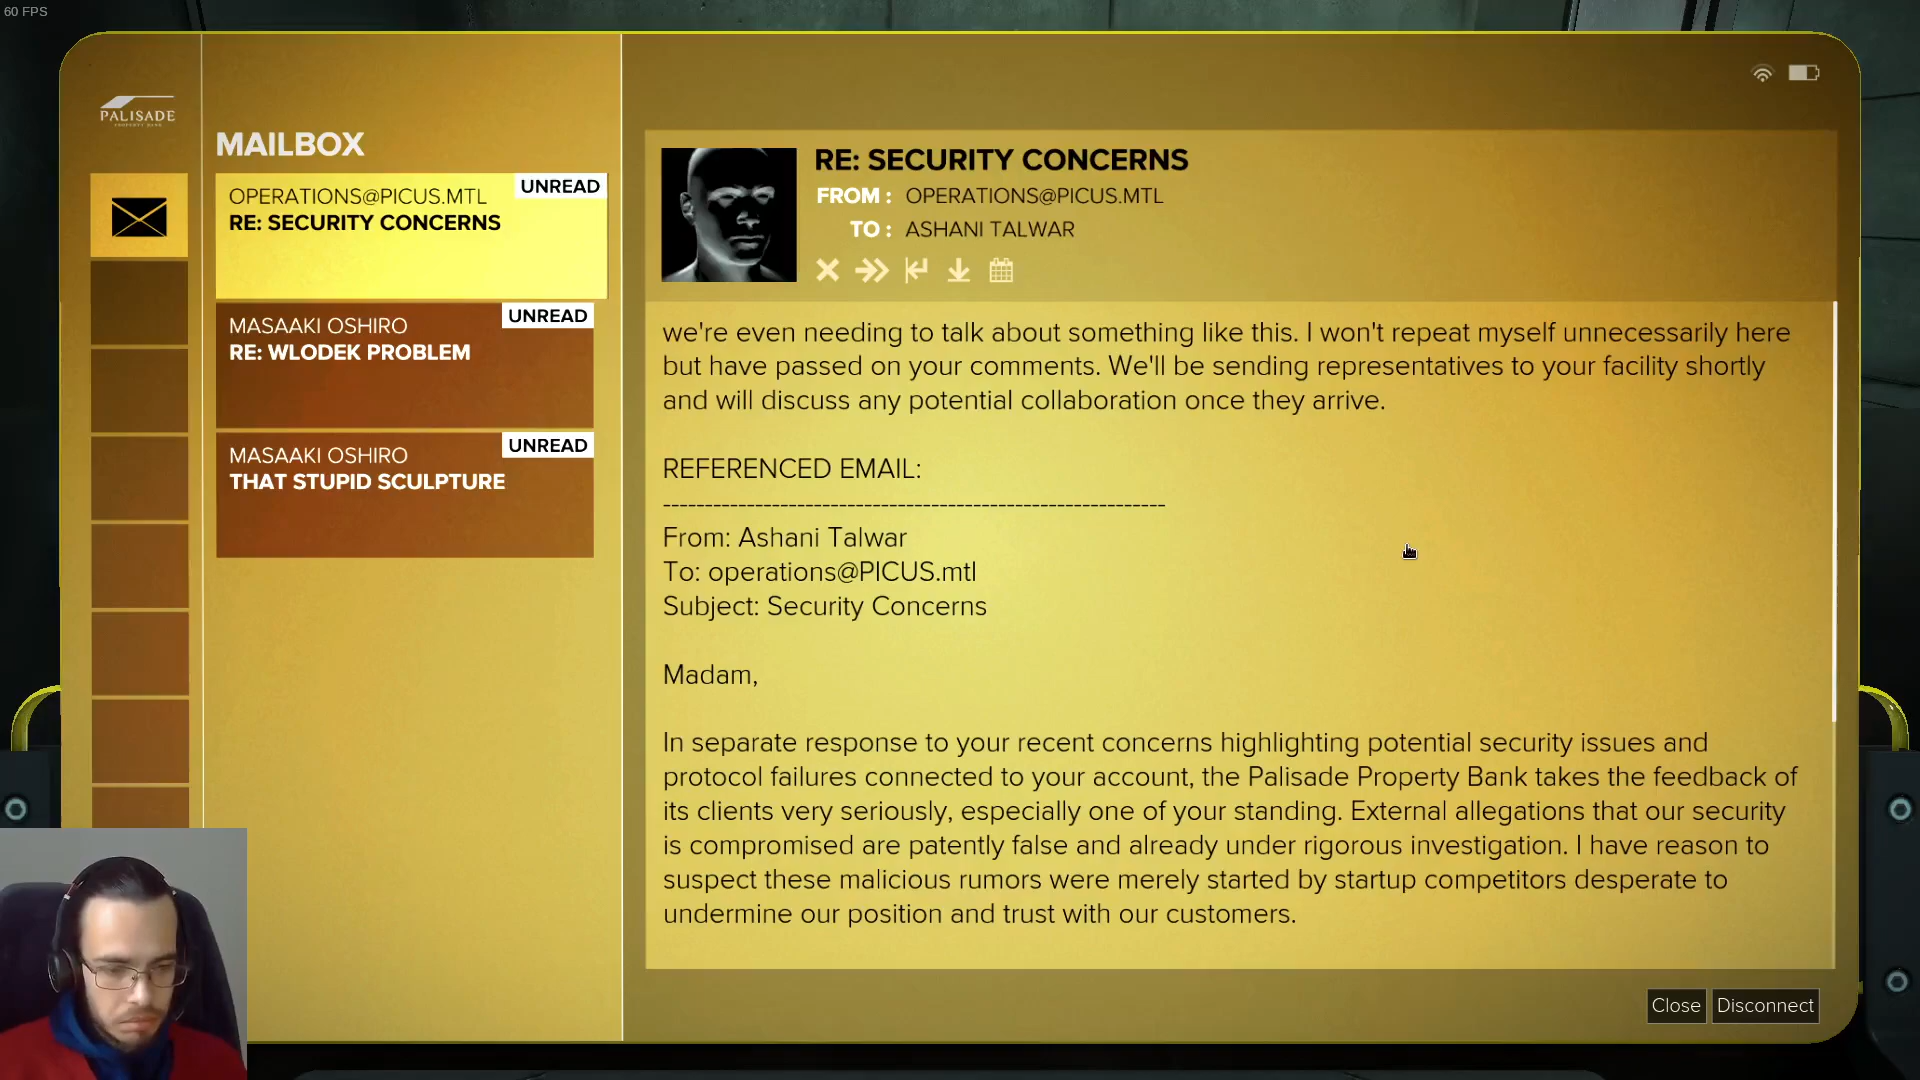 60 FPS
PALISADE
PROPERTY BANK
MAILBOX
OPERATIONS@PICUS.MTL
UNREAD
RE: SECURITY CONCERNS
MASAAKI OSHIRO
UNREAD
RE: WLODEK PROBLEM
MASAAKI OSHIRO
UNREAD
THAT STUPID SCULPTURE
RE: SECURITY CONCERNS
FROM : OPERATIONS@PICUS.MTL
TO : ASHANI TALWAR
we're even needing to talk about something like this. I won't repeat myself unnecessarily here
but have passed on your comments. We'll be sending representatives to your facility shortly
and will discuss any potential collaboration once they arrive.
REFERENCED EMAIL:
------------------------------------------------------------
From: Ashani Talwar
To: operations@PICUS.mtl
Subject: Security Concerns
Madam,
In separate response to your recent concerns highlighting potential security issues and
protocol failures connected to your account, the Palisade Property Bank takes the feedback of
its clients very seriously, especially one of your standing. External allegations that our security
is compromised are patently false and already under rigorous investigation. I have reason to
suspect these malicious rumors were merely started by startup competitors desperate to
undermine our position and trust with our customers.
Close
Disconnect